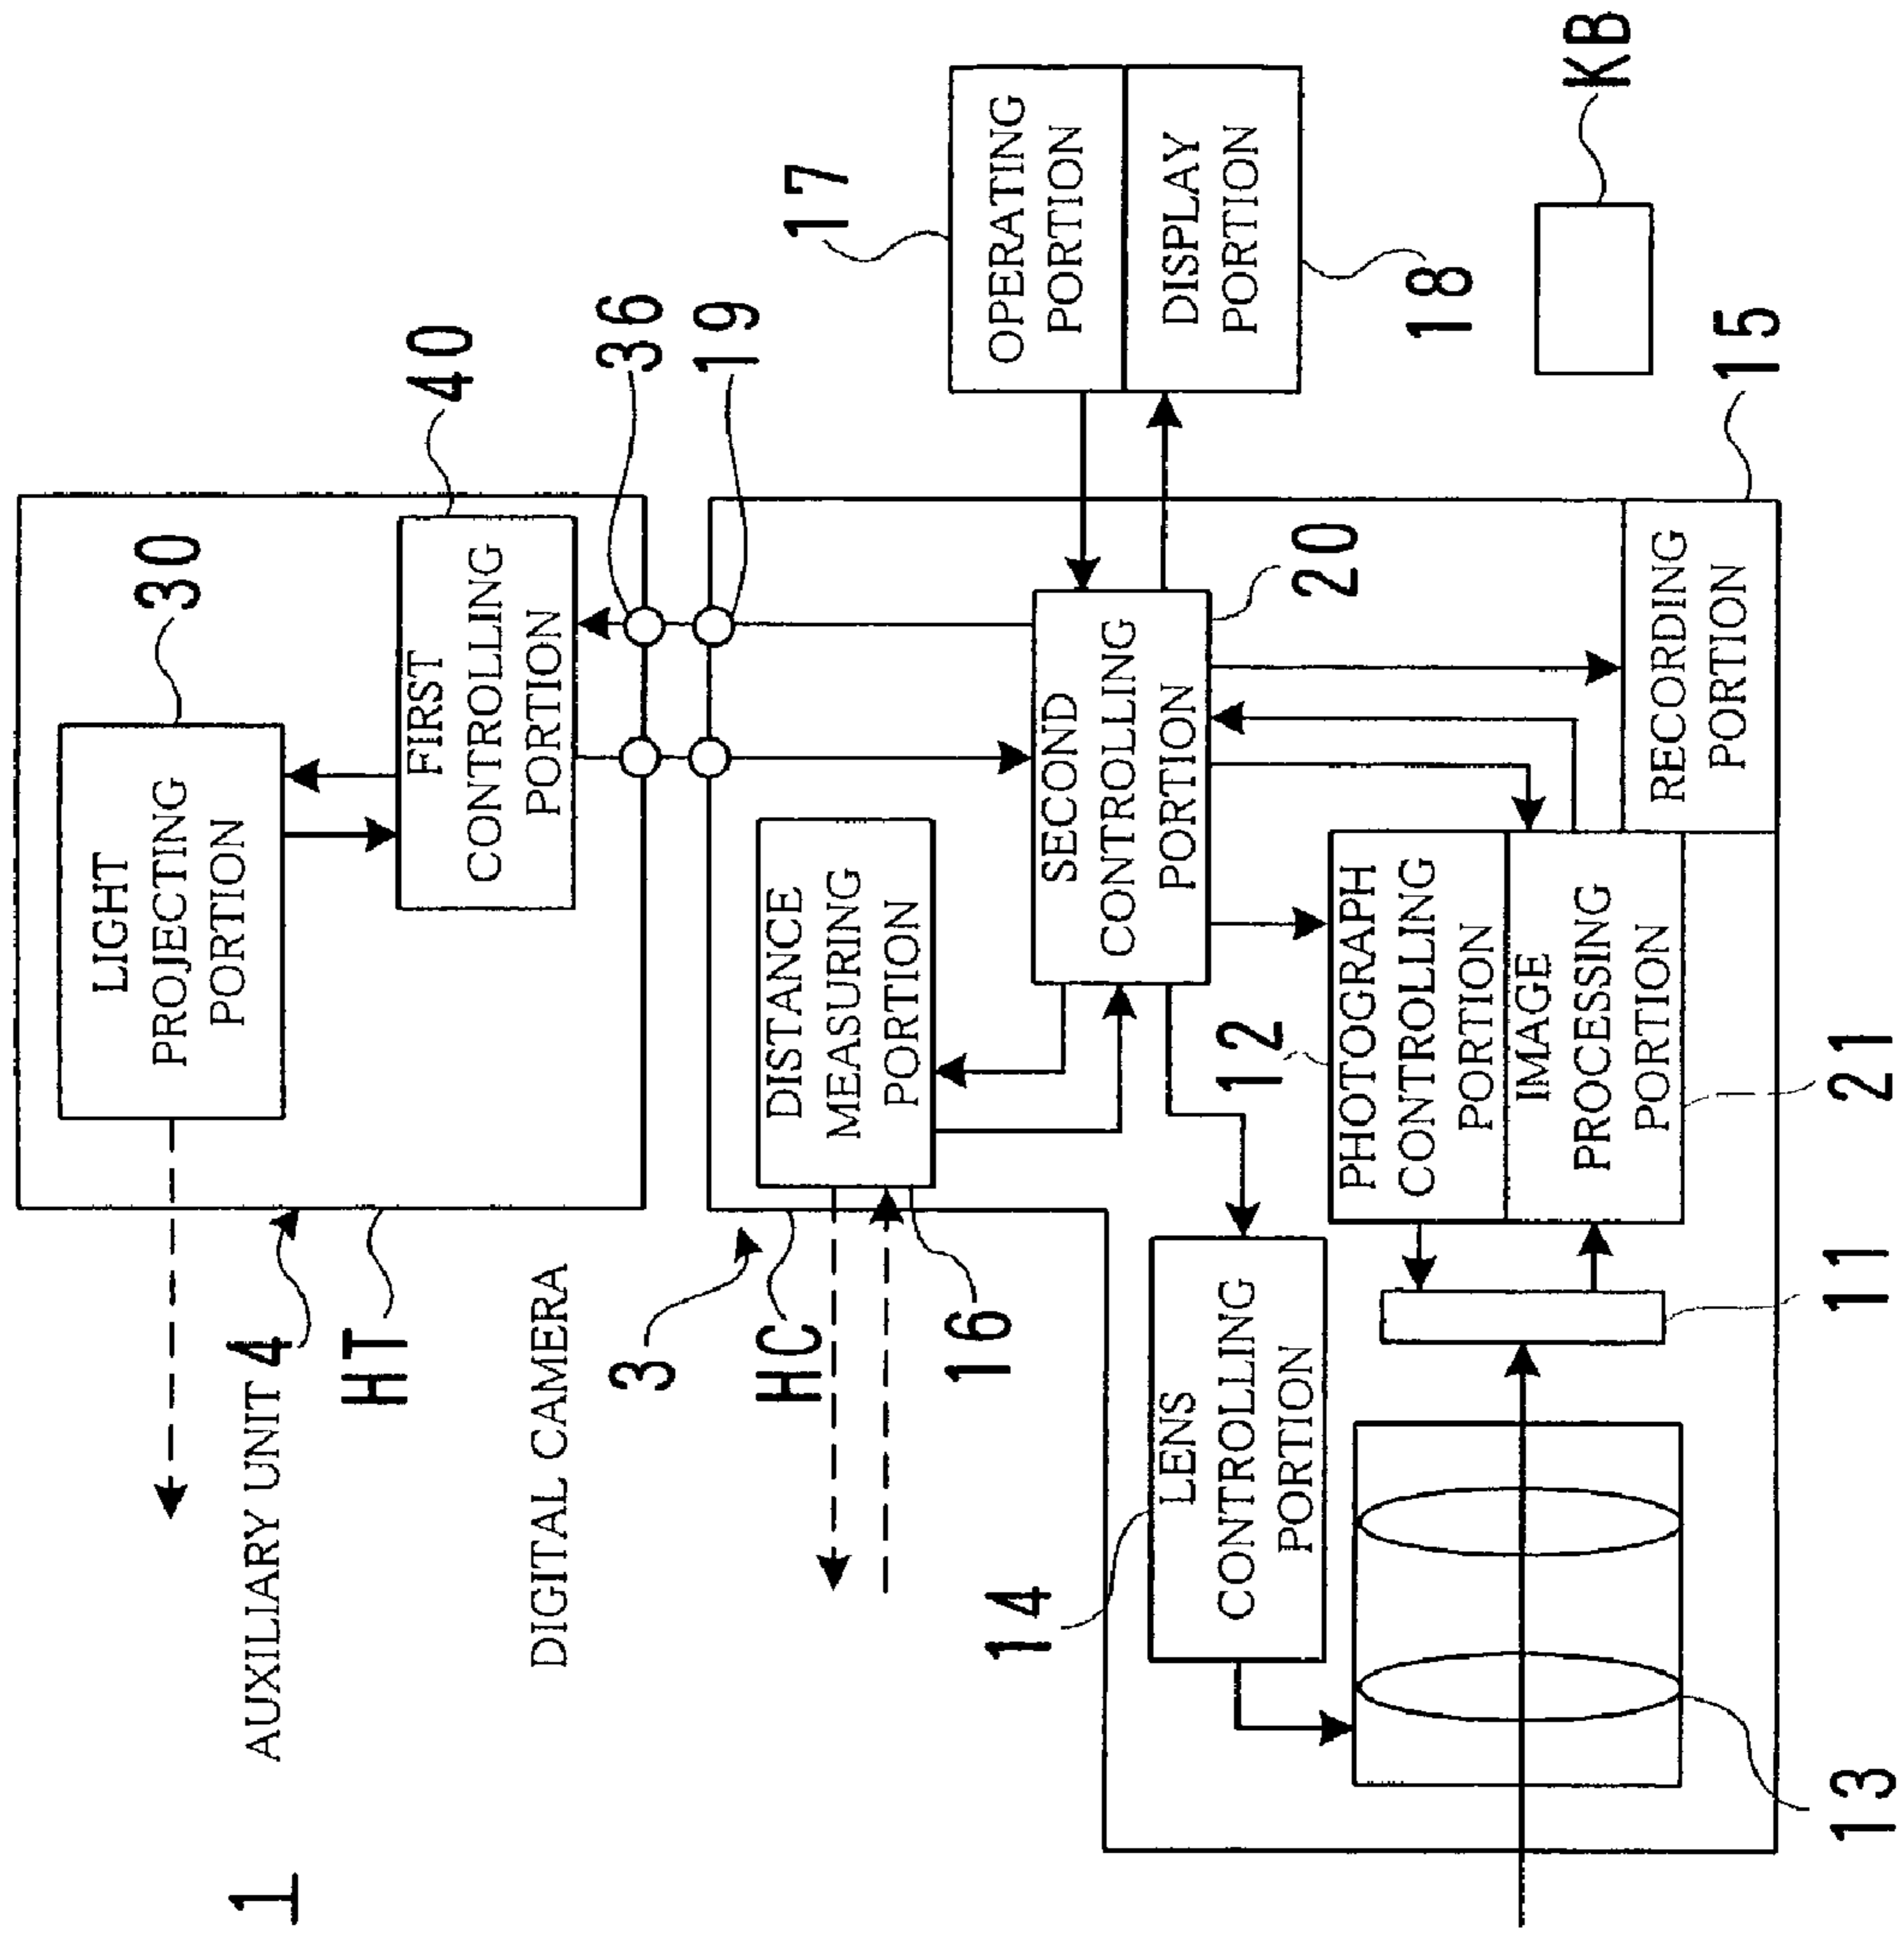 1
AUXILIARY UNIT 4
HT
LIGHT
PROJECTING
PORTION
30
FIRST
CONTROLLING
PORTION
40
36
19
DIGITAL CAMERA
3
HC
16
DISTANCE
MEASURING
PORTION
SECOND
CONTROLLING
PORTION
20
17
OPERATING
PORTION
DISPLAY
PORTION
18
14
LENS
CONTROLLING
PORTION
12
PHOTOGRAPH
CONTROLLING
PORTION
IMAGE
PROCESSING
PORTION
RECORDING
PORTION
15
KB
13
11
21